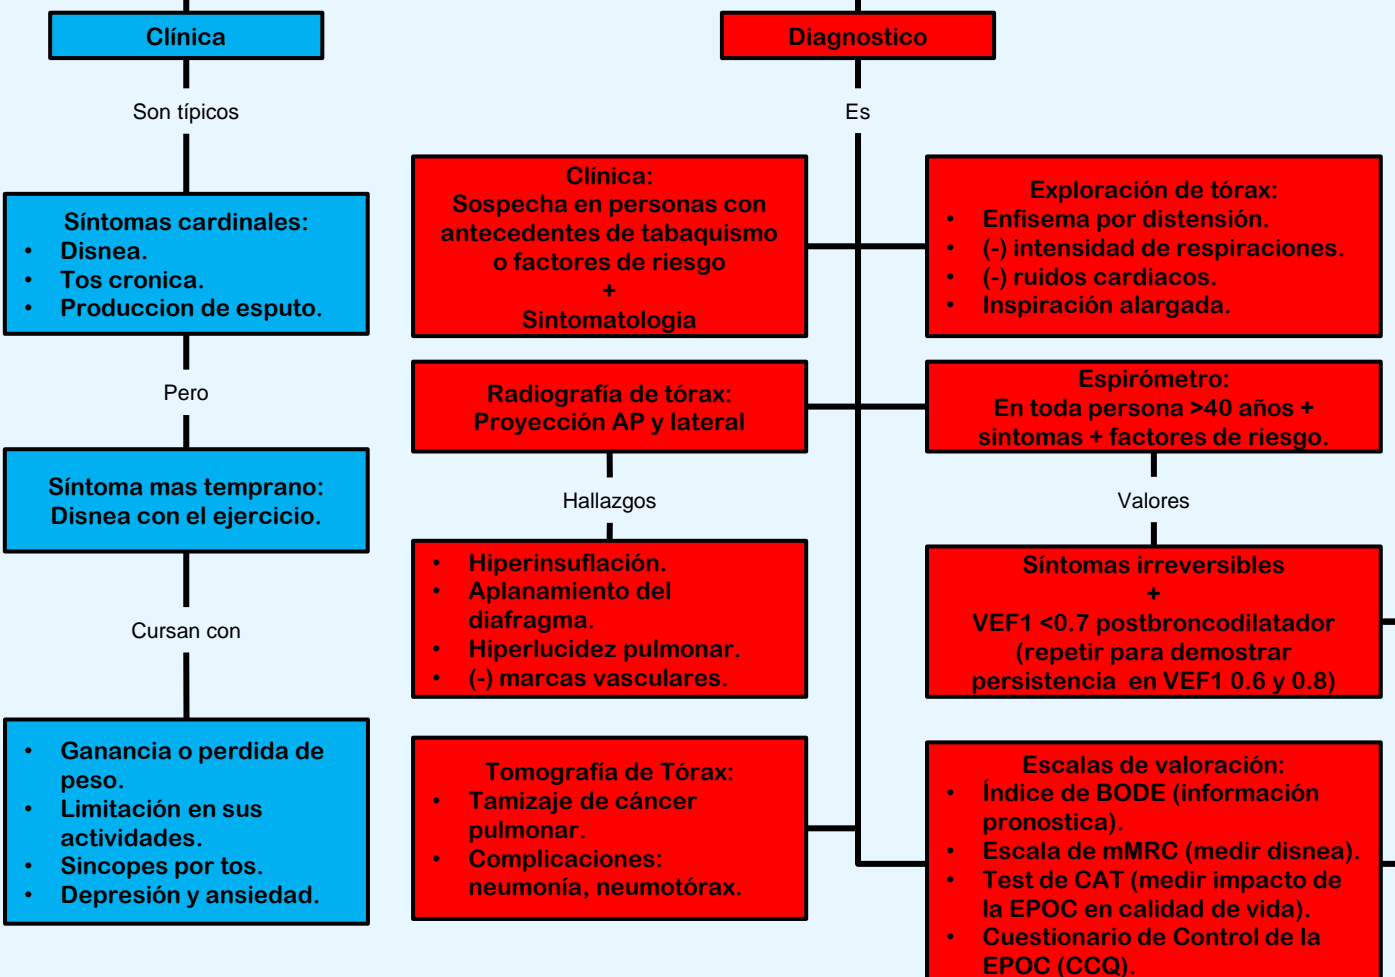 Clínica
Son típicos
Síntomas cardinales:
• Disnea.
• Tos cronica.
• Produccion de esputo.
Pero
Síntoma mas temprano:
Disnea con el ejercicio.
Cursan con
• Ganancia o perdida de
peso.
• Limitación en sus
actividades.
• Sincopes por tos.
• Depresión y ansiedad.
Diagnostico
Es
Clínica:
Sospecha en personas con
antecedentes de tabaquismo
o factores de riesgo
+
Sintomatologia
Exploración de tórax:
• Enfisema por distensión.
• (-) intensidad de respiraciones.
• (-) ruidos cardiacos.
• Inspiración alargada.
Radiografía de tórax:
Proyección AP y lateral
Hallazgos
• Hiperinsuflación.
• Aplanamiento del
diafragma.
• Hiperlucidez pulmonar.
• (-) marcas vasculares.
Espirómetro:
En toda persona >40 años +
sintomas + factores de riesgo.
Valores
Síntomas irreversibles
+
VEF1 <0.7 postbroncodilatador
(repetir para demostrar
persistencia en VEF1 0.6 y 0.8)
Tomografía de Tórax:
• Tamizaje de cáncer
pulmonar.
• Complicaciones:
neumonía, neumotórax.
Escalas de valoración:
• Índice de BODE (información
pronostica).
• Escala de mMRC (medir disnea).
• Test de CAT (medir impacto de
la EPOC en calidad de vida).
• Cuestionario de Control de la
EPOC (CCQ).